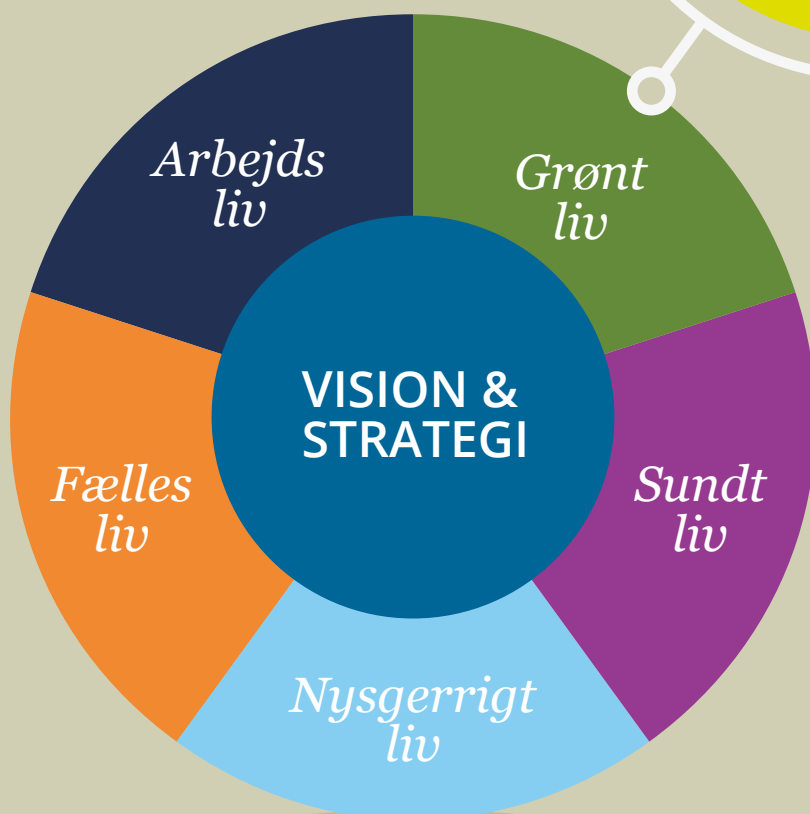 Arbejds
liv
Grønt
liv
VISION &
STRATEGI
Fælles
liv
Sundt
liv
Nysgerrigt
liv